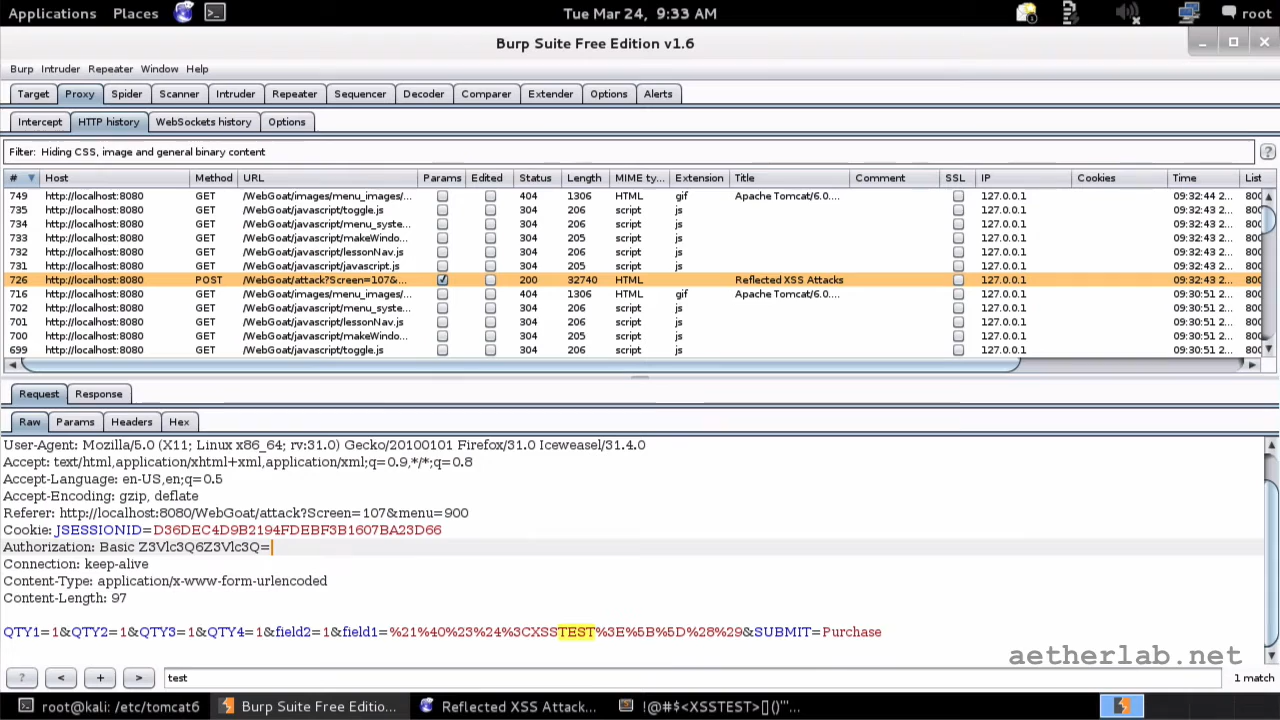 Applications Places Tue Mar 24, 9:33 AM root
Burp Suite Free Edition v1.6
Burp Intruder Repeater Window Help
Target Proxy Spider Scanner Intruder Repeater Sequencer Decoder Comparer Extender Options Alerts
Intercept HTTP history WebSockets history Options
Filter: Hiding CSS, image and general binary content ?
# Host Method URL Params Edited Status Length MIME ty... Extension Title Comment SSL IP Cookies Time List
749 http://localhost:8080 GET /WebGoat/images/menu_images/... 404 1306 HTML gif Apache Tomcat/6.0.... 127.0.0.1 09:32:44 2... 800
735 http://localhost:8080 GET /WebGoat/javascript/toggle.js 304 206 script js 127.0.0.1 09:32:43 2... 800
734 http://localhost:8080 GET /WebGoat/javascript/menu_syste... 304 206 script js 127.0.0.1 09:32:43 2... 800
733 http://localhost:8080 GET /WebGoat/javascript/makeWindo... 304 205 script js 127.0.0.1 09:32:43 2... 800
732 http://localhost:8080 GET /WebGoat/javascript/lessonNav.js 304 206 script js 127.0.0.1 09:32:43 2... 800
731 http://localhost:8080 GET /WebGoat/javascript/javascript.js 304 205 script js 127.0.0.1 09:32:43 2... 800
726 http://localhost:8080 POST /WebGoat/attack?Screen=107&... 200 32740 HTML Reflected XSS Attacks 127.0.0.1 09:32:43 2... 800
716 http://localhost:8080 GET /WebGoat/images/menu_images/... 404 1306 HTML gif Apache Tomcat/6.0.... 127.0.0.1 09:30:51 2... 800
702 http://localhost:8080 GET /WebGoat/javascript/menu_syste... 304 206 script js 127.0.0.1 09:30:51 2... 800
701 http://localhost:8080 GET /WebGoat/javascript/lessonNav.js 304 206 script js 127.0.0.1 09:30:51 2... 800
700 http://localhost:8080 GET /WebGoat/javascript/makeWindo... 304 205 script js 127.0.0.1 09:30:51 2... 800
699 http://localhost:8080 GET /WebGoat/javascript/toggle.js 304 206 script js 127.0.0.1 09:30:51 2... 800
Request Response
Raw Params Headers Hex
User-Agent: Mozilla/5.0 (X11; Linux x86_64; rv:31.0) Gecko/20100101 Firefox/31.0 Iceweasel/31.4.0
Accept: text/html,application/xhtml+xml,application/xml;q=0.9,*/*;q=0.8
Accept-Language: en-US,en;q=0.5
Accept-Encoding: gzip, deflate
Referer: http://localhost:8080/WebGoat/attack?Screen=107&menu=900
Cookie: JSESSIONID=D36DEC4D9B2194FDEBF3B1607BA23D66
Authorization: Basic Z3Vlc3Q6Z3Vlc3Q=
Connection: keep-alive
Content-Type: application/x-www-form-urlencoded
Content-Length: 97
QTY1=1&QTY2=1&QTY3=1&QTY4=1&field2=1&field1=%21%40%23%24%3CXSSTEST%3E%5B%5D%28%29&SUBMIT=Purchase
aetherlab.net
? < + > test 1 match
root@kali: /etc/tomcat6 Burp Suite Free Editio... Reflected XSS Attack... !@#$<XSSTEST>[]()'"...